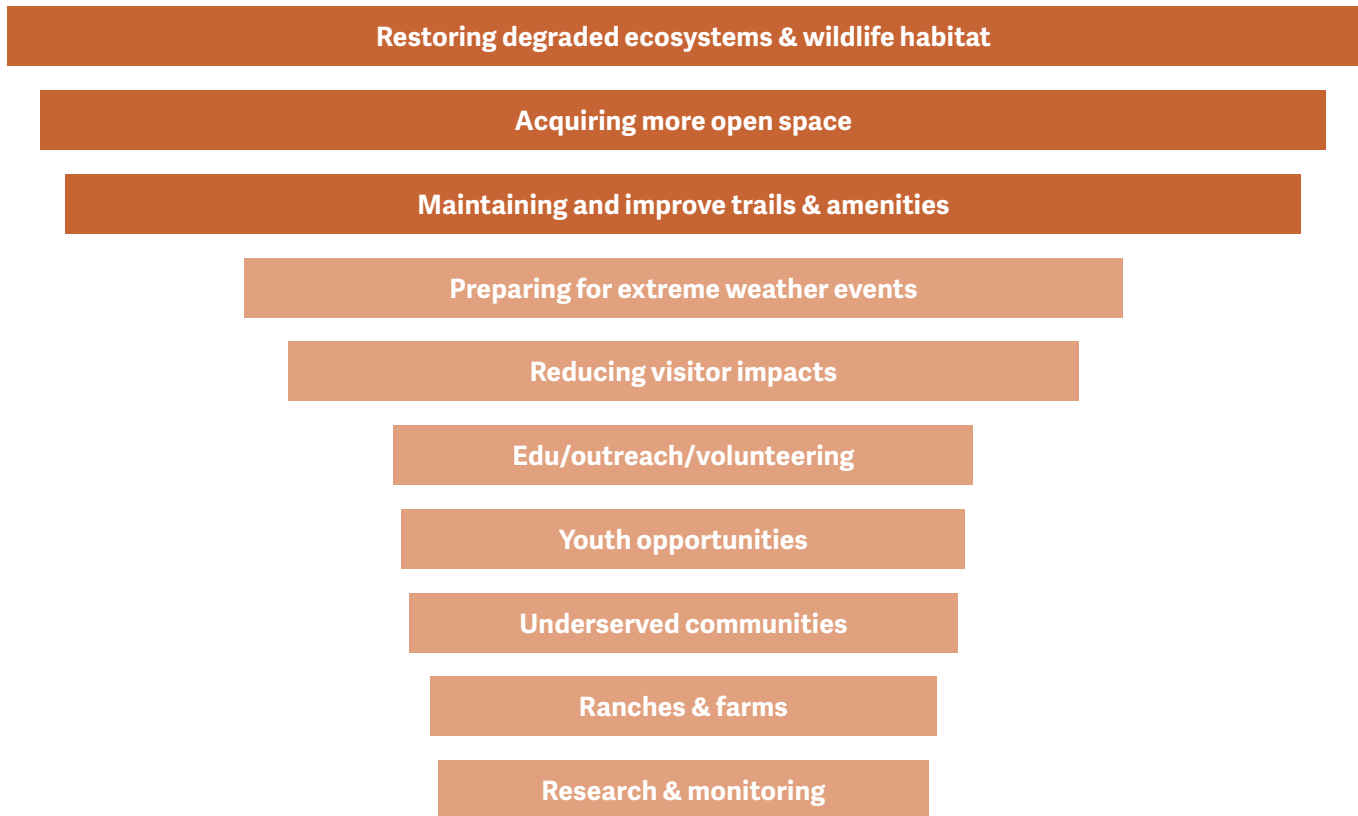 Restoring degraded ecosystems & wildlife habitat
Acquiring more open space
Maintaining and improve trails & amenities
Preparing for extreme weather events
Reducing visitor impacts
Edu/outreach/volunteering
Youth opportunities
Underserved communities
Ranches & farms
Research & monitoring